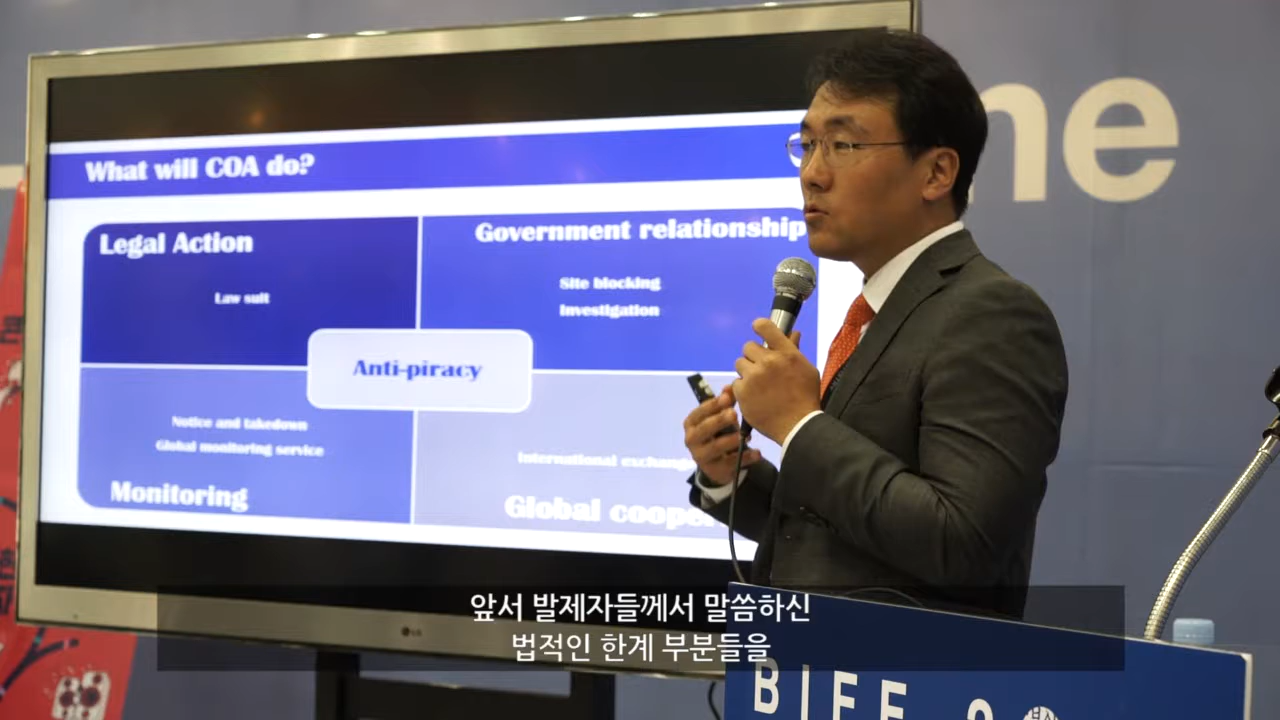 ne
What will COA do?
Legal Action
Law suit
Government relationship
Site blocking
Investigation
Anti-piracy
Notice and takedown
Global monitoring service
Monitoring
International
Global
LG
앞서 발제자들께서 말씀하신
법적인 한계 부분들을
BIFF